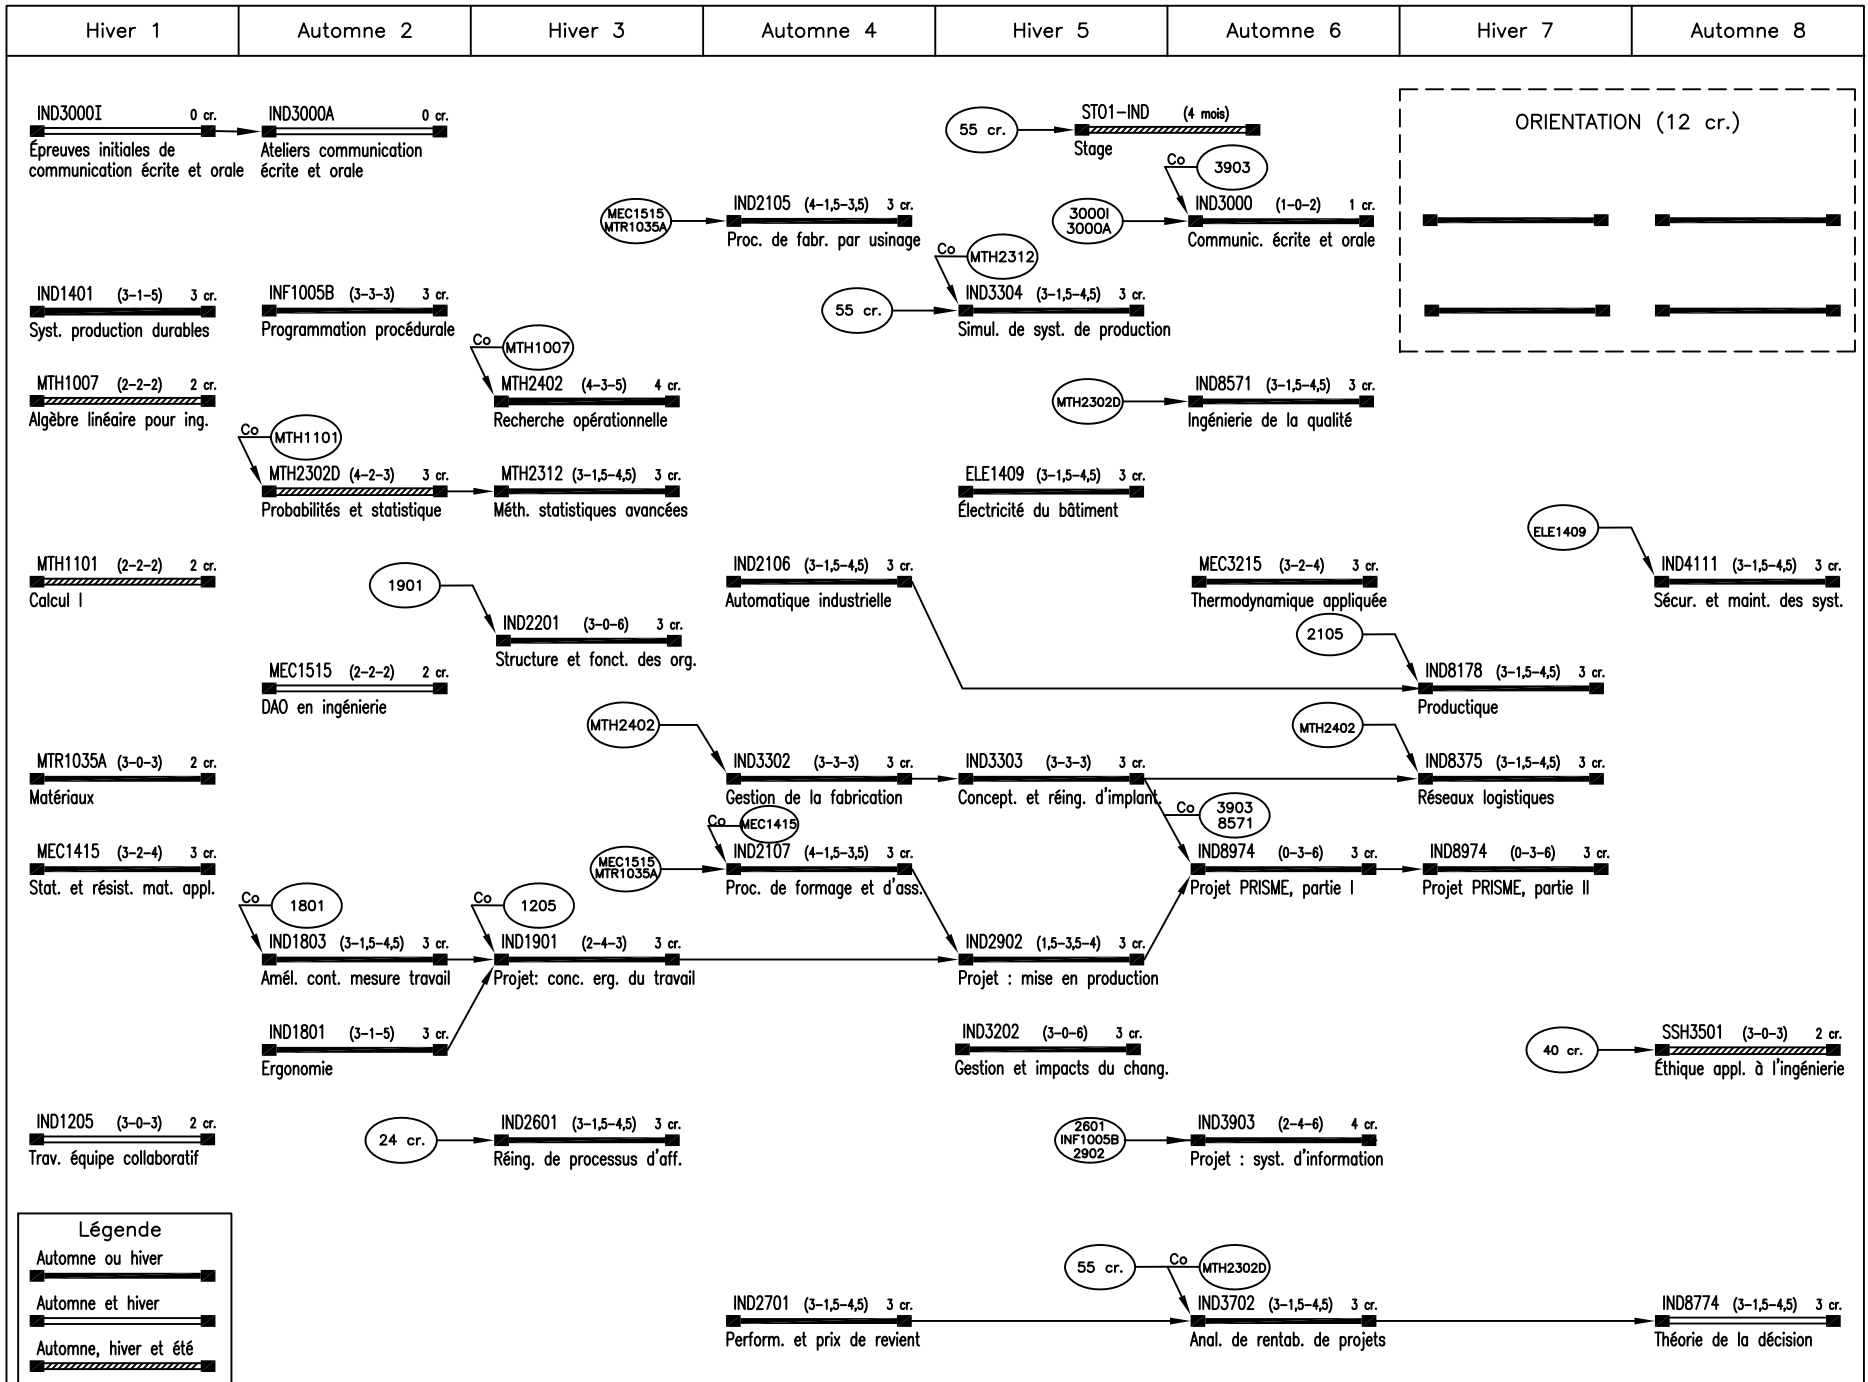 Hiver 1
Automne 2
Hiver 3
Automne 4
Hiver 5
Automne 6
Hiver 7
Automne 8
IND3000I 0 cr.
Épreuves initiales de
communication écrite et orale
IND3000A 0 cr.
Ateliers communication
écrite et orale
55 cr.
ST01-IND (4 mois)
Stage
ORIENTATION (12 cr.)
Co
3903
MEC1515
MTR1035A
IND2105 (4-1,5-3,5) 3 cr.
Proc. de fabr. par usinage
3000I
3000A
IND3000 (1-0-2) 1 cr.
Communic. écrite et orale
Co
MTH2312
IND1401 (3-1-5) 3 cr.
Syst. production durables
INF1005B (3-3-3) 3 cr.
Programmation procédurale
55 cr.
IND3304 (3-1,5-4,5) 3 cr.
Simul. de syst. de production
Co
MTH1007
MTH1007 (2-2-2) 2 cr.
Algèbre linéaire pour ing.
MTH2402 (4-3-5) 4 cr.
Recherche opérationnelle
MTH2302D
IND8571 (3-1,5-4,5) 3 cr.
Ingénierie de la qualité
Co
MTH1101
MTH2302D (4-2-3) 3 cr.
Probabilités et statistique
MTH2312 (3-1,5-4,5) 3 cr.
Méth. statistiques avancées
ELE1409 (3-1,5-4,5) 3 cr.
Électricité du bâtiment
ELE1409
MTH1101 (2-2-2) 2 cr.
Calcul I
1901
IND2106 (3-1,5-4,5) 3 cr.
Automatique industrielle
MEC3215 (3-2-4) 3 cr.
Thermodynamique appliquée
IND4111 (3-1,5-4,5) 3 cr.
Sécur. et maint. des syst.
IND2201 (3-0-6) 3 cr.
Structure et fonct. des org.
2105
MEC1515 (2-2-2) 2 cr.
DAO en ingénierie
IND8178 (3-1,5-4,5) 3 cr.
Productique
MTH2402
MTH2402
MTR1035A (3-0-3) 2 cr.
Matériaux
IND3302 (3-3-3) 3 cr.
Gestion de la fabrication
IND3303 (3-3-3) 3 cr.
Concept. et réing. d'implant.
IND8375 (3-1,5-4,5) 3 cr.
Réseaux logistiques
Co
MEC1415
Co
3903
8571
MEC1415 (3-2-4) 3 cr.
Stat. et résist. mat. appl.
MEC1515
MTR1035A
IND2107 (4-1,5-3,5) 3 cr.
Proc. de formage et d'ass.
IND8974 (0-3-6) 3 cr.
Projet PRISME, partie I
IND8974 (0-3-6) 3 cr.
Projet PRISME, partie II
Co
1801
Co
1205
IND1803 (3-1,5-4,5) 3 cr.
Amél. cont. mesure travail
IND1901 (2-4-3) 3 cr.
Projet: conc. erg. du travail
IND2902 (1,5-3,5-4) 3 cr.
Projet : mise en production
IND1801 (3-1-5) 3 cr.
Ergonomie
IND3202 (3-0-6) 3 cr.
Gestion et impacts du chang.
40 cr.
SSH3501 (3-0-3) 2 cr.
Éthique appl. à l'ingénierie
IND1205 (3-0-3) 2 cr.
Trav. équipe collaboratif
24 cr.
IND2601 (3-1,5-4,5) 3 cr.
Réing. de processus d'aff.
2601
INF1005B
2902
IND3903 (2-4-6) 4 cr.
Projet : syst. d'information
Légende
Automne ou hiver
Automne et hiver
Automne, hiver et été
55 cr.
Co
MTH2302D
IND2701 (3-1,5-4,5) 3 cr.
Perform. et prix de revient
IND3702 (3-1,5-4,5) 3 cr.
Anal. de rentab. de projets
IND8774 (3-1,5-4,5) 3 cr.
Théorie de la décision